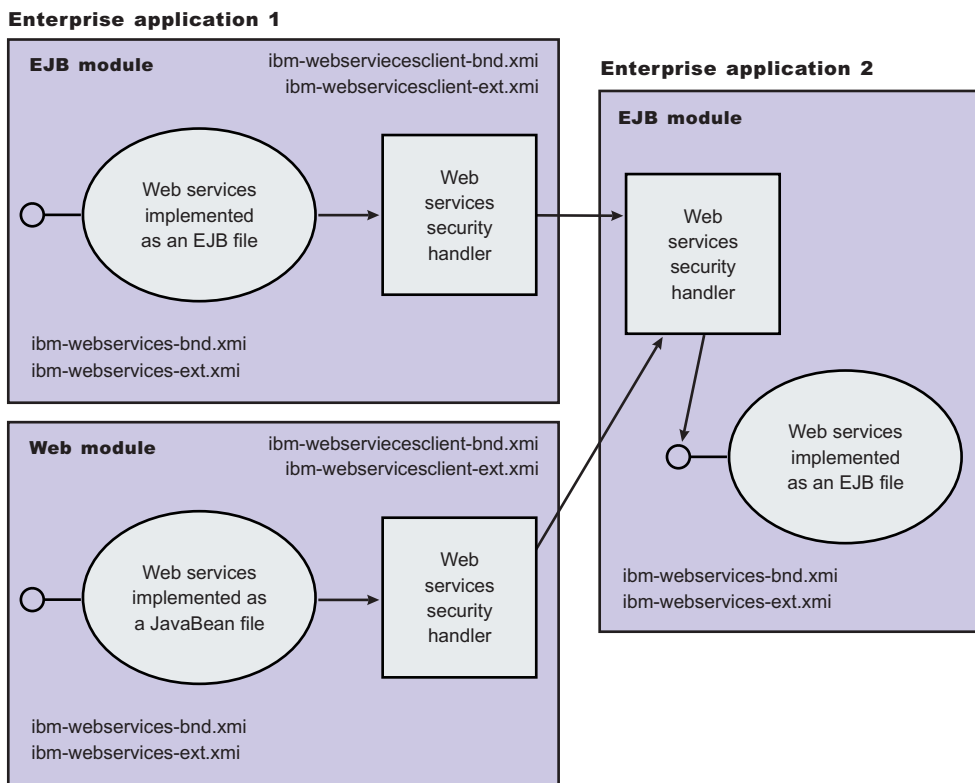 Enterprise application 1
EJB module
ibm-webserviecesclient-bnd.xmi
ibm-webservicesclient-ext.xmi
Web services
implemented
as an EJB file
Web
services
security
handler
ibm-webservices-bnd.xmi
ibm-webservices-ext.xmi
Web module
ibm-webserviecesclient-bnd.xmi
ibm-webservicesclient-ext.xmi
Web services
implemented as
a JavaBean file
Web
services
security
handler
ibm-webservices-bnd.xmi
ibm-webservices-ext.xmi
Enterprise application 2
EJB module
Web
services
security
handler
Web services
implemented
as an EJB file
ibm-webservices-bnd.xmi
ibm-webservices-ext.xmi